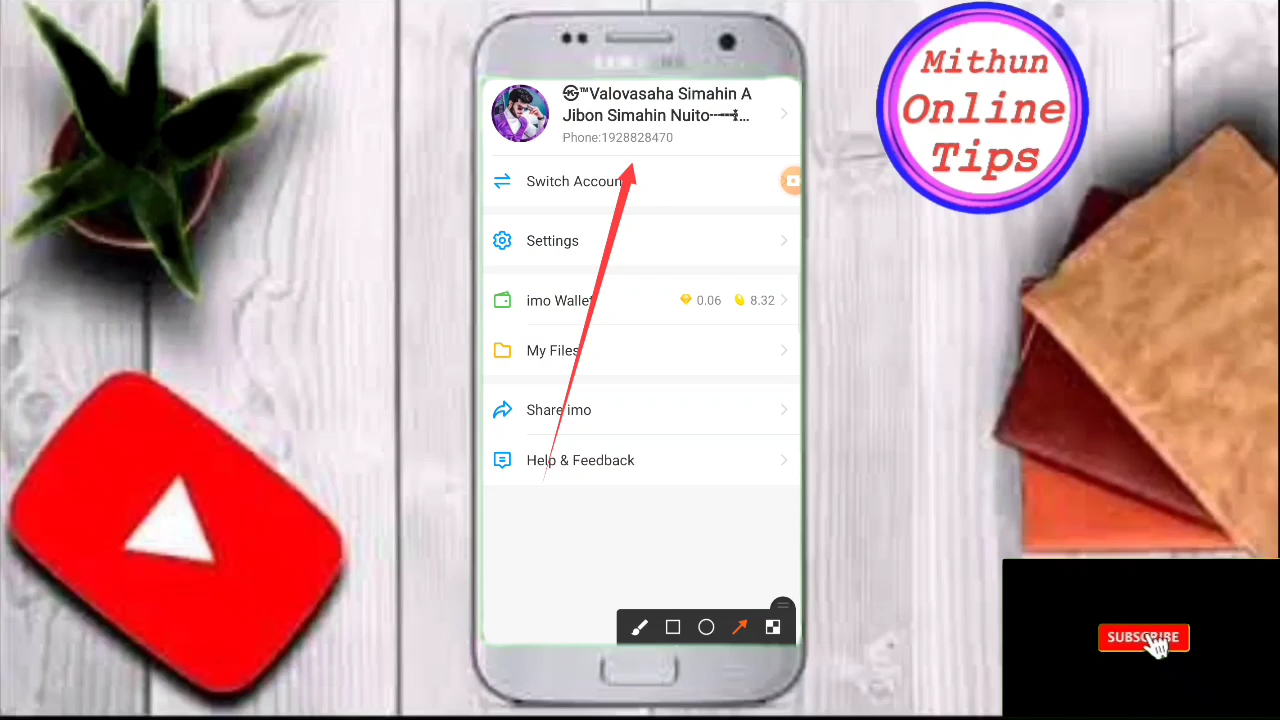 Mithun
Online
Tips
㉿™Valovasaha Simahin A
Jibon Simahin Nuito
Phone:1928828470
Switch Account
Settings
imo Wallet 0.06 8.32
My Files
Share imo
Help & Feedback
SUBSCRIBE